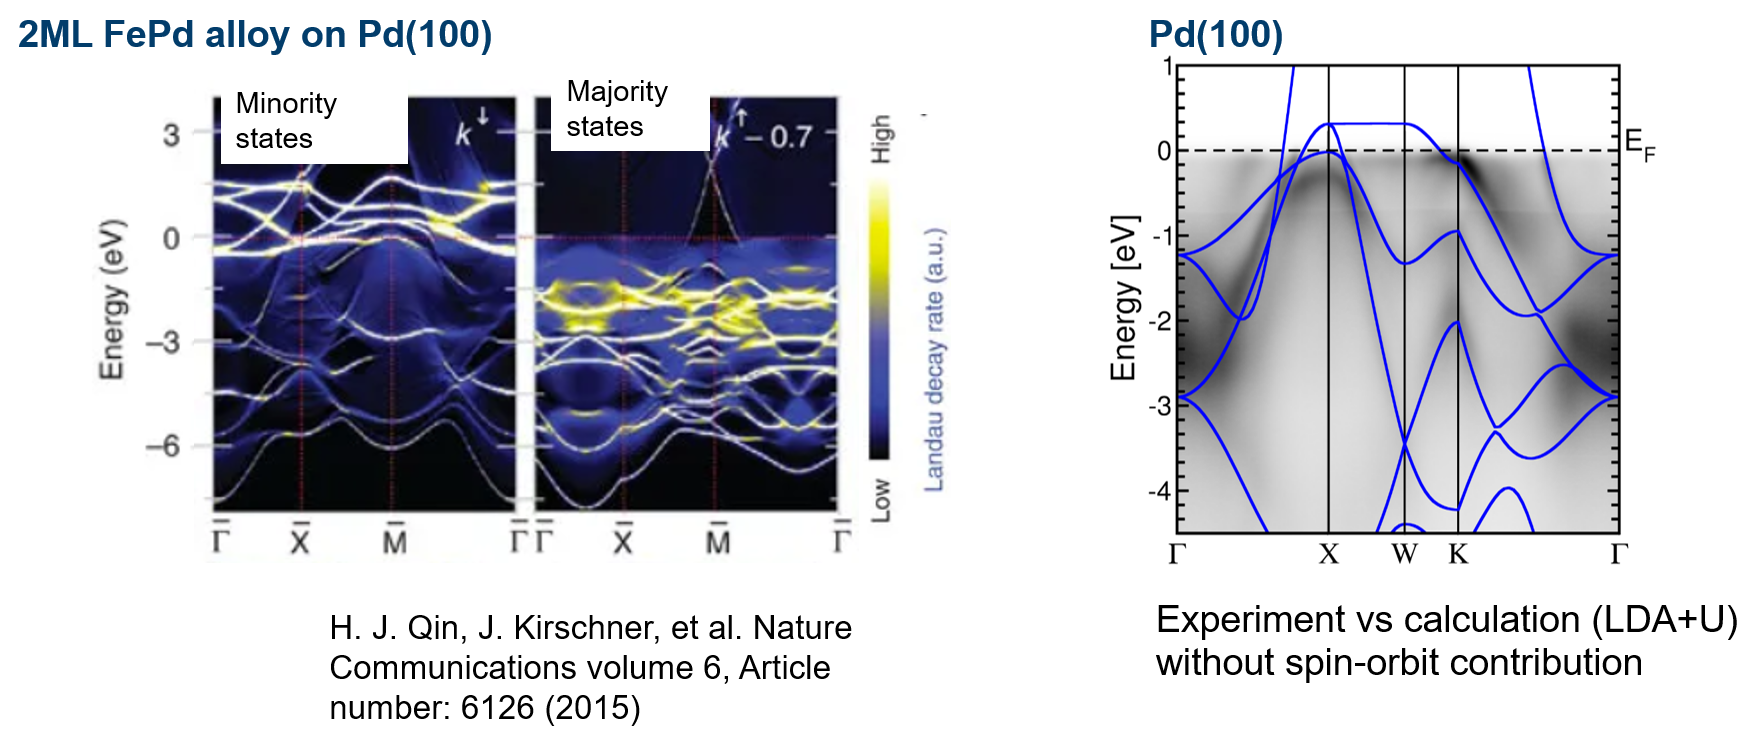 2ML FePd alloy on Pd(100)
Minority
states
k↓
Majority
states
k↑ – 0.7
3
0
–3
–6
Energy (eV)
Γ̅ X̅ M̅ Γ̅ Γ̅ X̅ M̅ Γ̅
High
Low
Landau decay rate (a.u.)
H. J. Qin, J. Kirschner, et al. Nature
Communications volume 6, Article
number: 6126 (2015)
Pd(100)
1
0
-1
-2
-3
-4
Energy [eV]
E_F
Γ X W K Γ
Experiment vs calculation (LDA+U)
without spin-orbit contribution